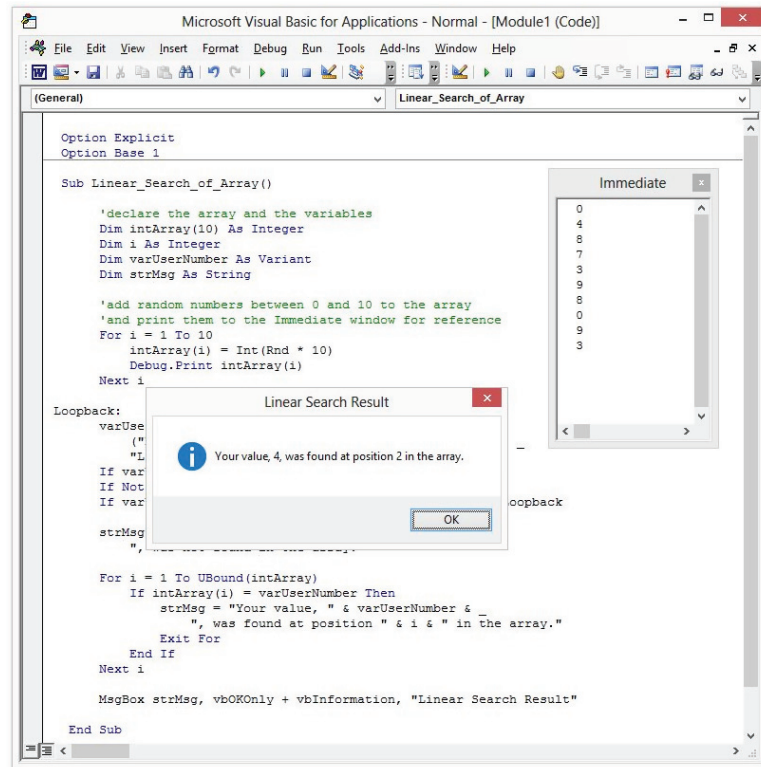 Microsoft Visual Basic for Applications - Normal - [Module1 (Code)]
File Edit View Insert Format Debug Run Tools Add-Ins Window Help
(General) Linear_Search_of_Array
Option Explicit
Option Base 1
Sub Linear_Search_of_Array()
'declare the array and the variables
Dim intArray(10) As Integer
Dim i As Integer
Dim varUserNumber As Variant
Dim strMsg As String
'add random numbers between 0 and 10 to the array
'and print them to the Immediate window for reference
For i = 1 To 10
intArray(i) = Int(Rnd * 10)
Debug.Print intArray(i)
Next i
Loopback:
varUse
("
"L _
If var
If Not
If var oopback
strMsg
", was not found in the array."
For i = 1 To UBound(intArray)
If intArray(i) = varUserNumber Then
strMsg = "Your value, " & varUserNumber & _
", was found at position " & i & " in the array."
Exit For
End If
Next i
MsgBox strMsg, vbOKOnly + vbInformation, "Linear Search Result"
End Sub
Immediate
0
4
8
7
3
9
8
0
9
3
Linear Search Result
Your value, 4, was found at position 2 in the array.
OK